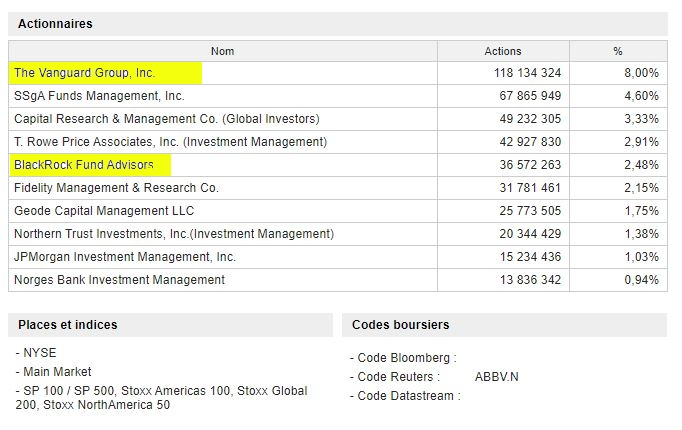 Actionnaires
Nom Actions %
The Vanguard Group, Inc. 118 134 324 8,00%
SSgA Funds Management, Inc. 67 865 949 4,60%
Capital Research & Management Co. (Global Investors) 49 232 305 3,33%
T. Rowe Price Associates, Inc. (Investment Management) 42 927 830 2,91%
BlackRock Fund Advisors 36 572 263 2,48%
Fidelity Management & Research Co. 31 781 461 2,15%
Geode Capital Management LLC 25 773 505 1,75%
Northern Trust Investments, Inc.(Investment Management) 20 344 429 1,38%
JPMorgan Investment Management, Inc. 15 234 436 1,03%
Norges Bank Investment Management 13 836 342 0,94%
Places et indices
- NYSE
- Main Market
- SP 100 / SP 500, Stoxx Americas 100, Stoxx Global
200, Stoxx NorthAmerica 50
Codes boursiers
- Code Bloomberg :
- Code Reuters : ABBV.N
- Code Datastream :